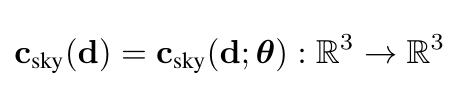 c_sky(d) = c_sky(d; θ) : ℝ³ → ℝ³